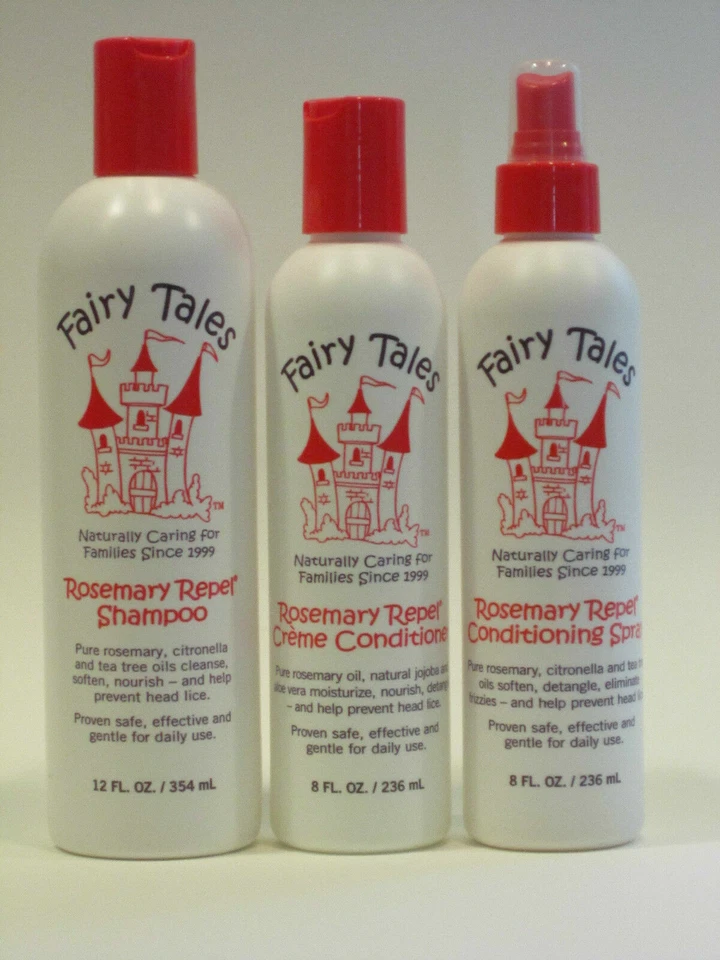 Fairy Tales
TM
Naturally Caring for
Families Since 1999
Rosemary Repel®
Shampoo
Pure rosemary, citronella
and tea tree oils cleanse,
soften, nourish – and help
prevent head lice.
Proven safe, effective and
gentle for daily use.
12 FL. OZ. / 354 mL
Fairy Tales
TM
Naturally Caring for
Families Since 1999
Rosemary Repel®
Crème Conditione
Pure rosemary oil, natural jojoba
vera moisturize, nourish,
– and help prevent head lice.
Proven safe, effective and
gentle for daily use.
8 FL. OZ. / 236 mL
Fairy Tales
TM
Naturally Caring for
Families Since 1999
Rosemary Repel®
Conditioning Spra
Pure rosemary, citronella and tea
oils soften, detangle, eliminate
frizzies – and help prevent head
Proven safe, effective and
gentle for daily use.
8 FL. OZ. / 236 mL